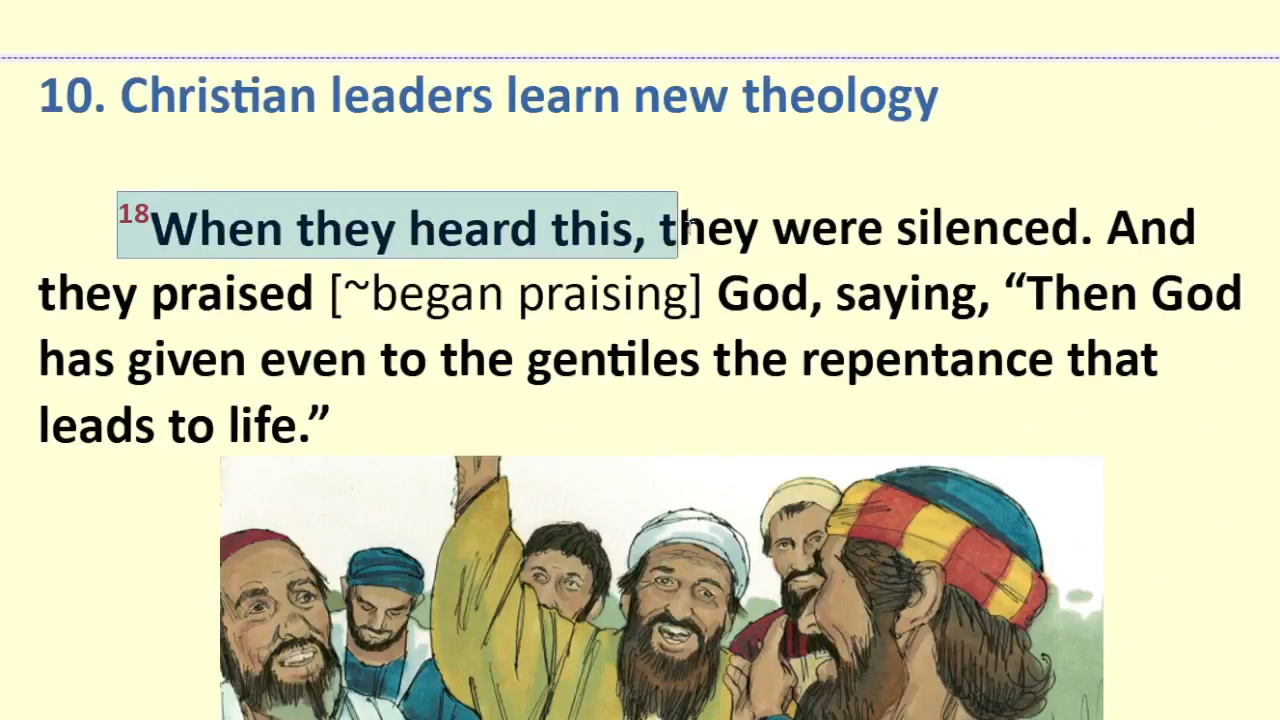 10. Christian leaders learn new theology
18When they heard this, they were silenced. And
they praised [~began praising] God, saying, “Then God
has given even to the gentiles the repentance that
leads to life.”